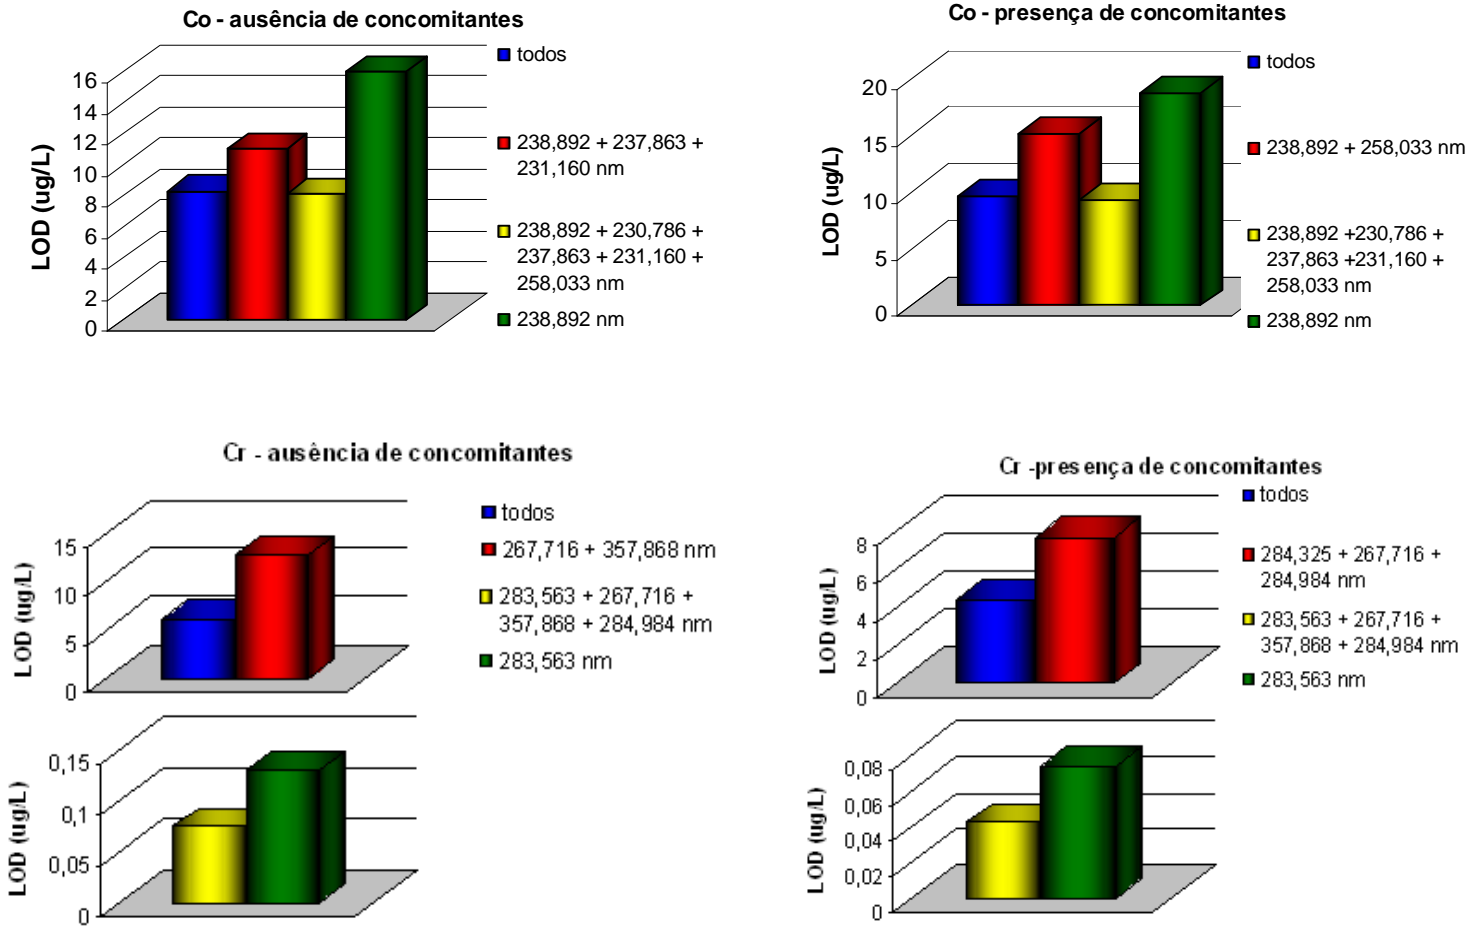 Co - ausência de concomitantes
LOD (ug/L)
16
14
12
10
8
6
4
2
0
todos
238,892 + 237,863 +
231,160 nm
238,892 + 230,786 +
237,863 + 231,160 +
258,033 nm
238,892 nm
Co - presença de concomitantes
LOD (ug/L)
20
15
10
5
0
todos
238,892 + 258,033 nm
238,892 +230,786 +
237,863 +231,160 +
258,033 nm
238,892 nm
Cr - ausência de concomitantes
LOD (ug/L)
15
10
5
0
todos
267,716 + 357,868 nm
283,563 + 267,716 +
357,868 + 284,984 nm
283,563 nm
LOD (ug/L)
0,15
0,1
0,05
0
Cr -presença de concomitantes
LOD (ug/L)
8
6
4
2
0
todos
284,325 + 267,716 +
284,984 nm
283,563 + 267,716 +
357,868 + 284,984 nm
283,563 nm
LOD (ug/L)
0,08
0,06
0,04
0,02
0